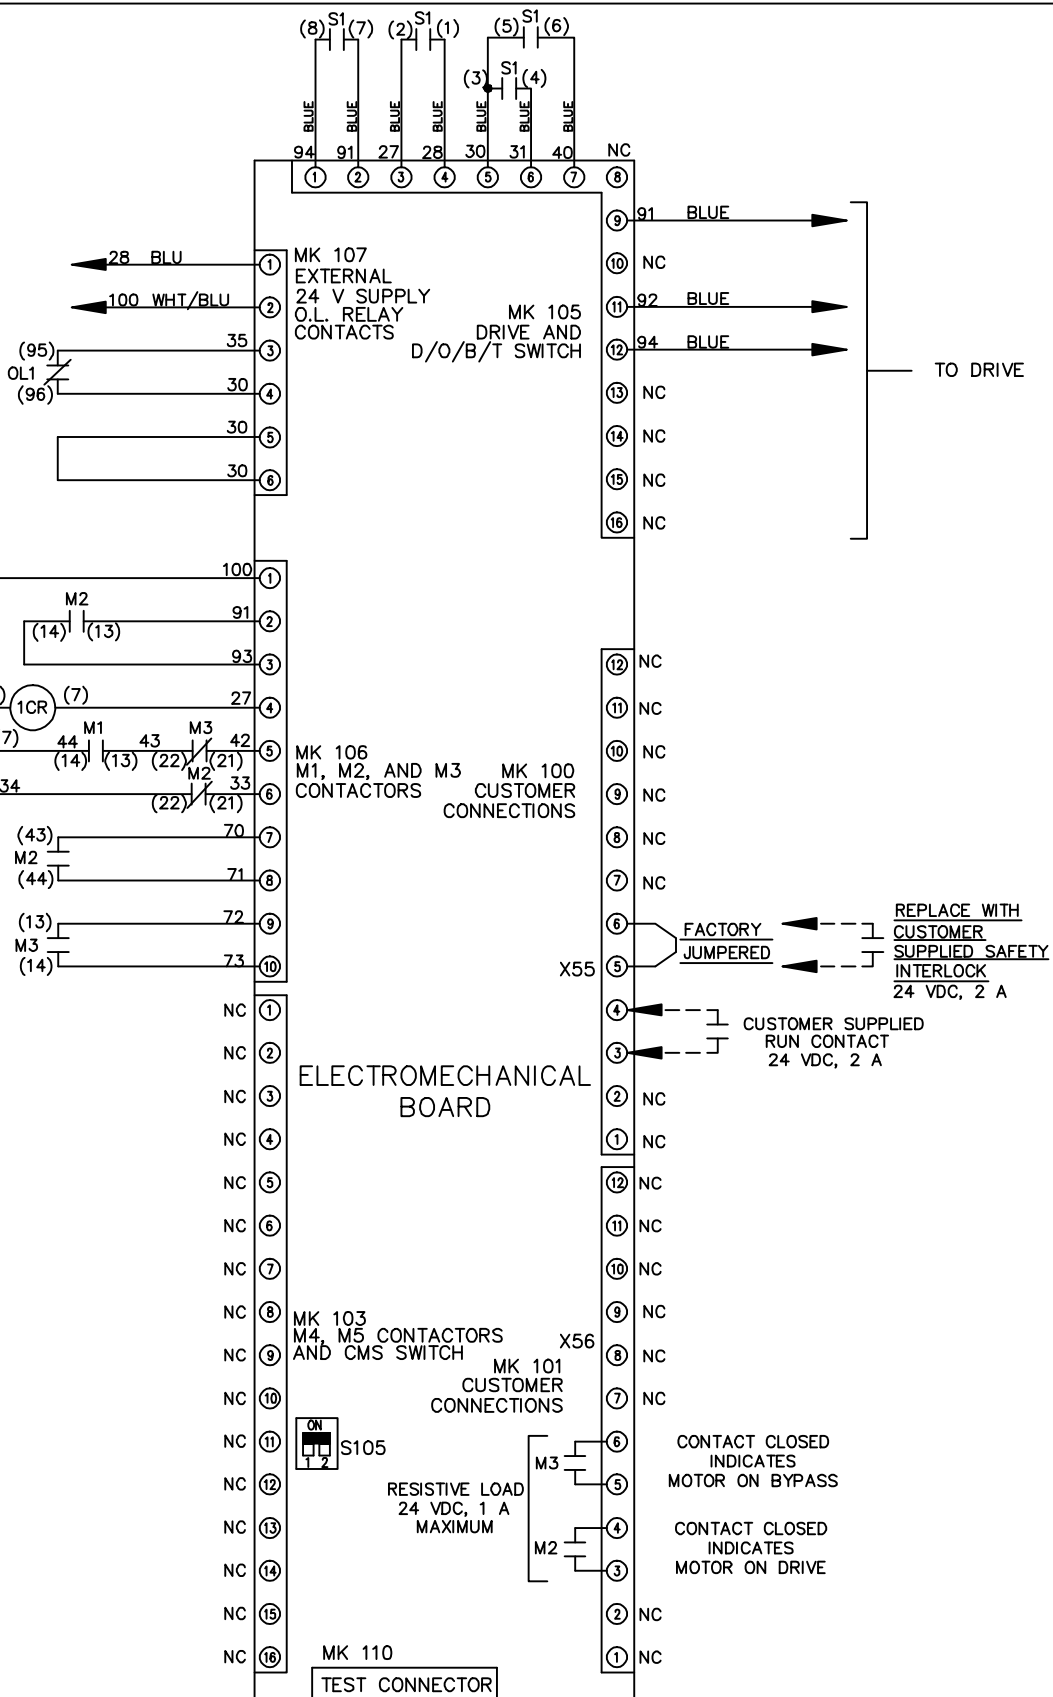 (8) S1 (7) (2) S1 (1) (5) S1 (6)
(3) S1 (4)
BLUE BLUE BLUE BLUE BLUE BLUE BLUE
94 91 27 28 30 31 40 NC
1 2 3 4 5 6 7 8
9 91 BLUE
10 NC
11 92 BLUE
12 94 BLUE
13 NC
14 NC
15 NC
16 NC
TO DRIVE
MK 105
DRIVE AND
D/O/B/T SWITCH
28 BLU 1
100 WHT/BLU 2
(95) 35 3
OL1
(96) 30 4
30 5
30 6
MK 107
EXTERNAL
24 V SUPPLY
O.L. RELAY
CONTACTS
100 1
M2
(14) (13) 91 2
93 3
) 1CR (7) 27 4
7) 44 M1 43 M3 42 5
(14) (13) (22) (21)
34 M2 33 6
(22) (21)
(43) 70 7
M2
(44) 71 8
(13) 72 9
M3
(14) 73 10
MK 106
M1, M2, AND M3
CONTACTORS
MK 100
CUSTOMER
CONNECTIONS
12 NC
11 NC
10 NC
9 NC
8 NC
7 NC
6
X55 5
4
3
2 NC
1 NC
FACTORY
JUMPERED
REPLACE WITH
CUSTOMER
SUPPLIED SAFETY
INTERLOCK
24 VDC, 2 A
CUSTOMER SUPPLIED
RUN CONTACT
24 VDC, 2 A
ELECTROMECHANICAL
BOARD
NC 1
NC 2
NC 3
NC 4
NC 5
NC 6
NC 7
NC 8
NC 9
NC 10
NC 11
NC 12
NC 13
NC 14
NC 15
NC 16
MK 103
M4, M5 CONTACTORS
AND CMS SWITCH
ON
1 2
S105
12 NC
11 NC
10 NC
9 NC
X56
8 NC
7 NC
6
5
4
3
2 NC
1 NC
MK 101
CUSTOMER
CONNECTIONS
RESISTIVE LOAD
24 VDC, 1 A
MAXIMUM
M3
M2
CONTACT CLOSED
INDICATES
MOTOR ON BYPASS
CONTACT CLOSED
INDICATES
MOTOR ON DRIVE
MK 110
TEST CONNECTOR